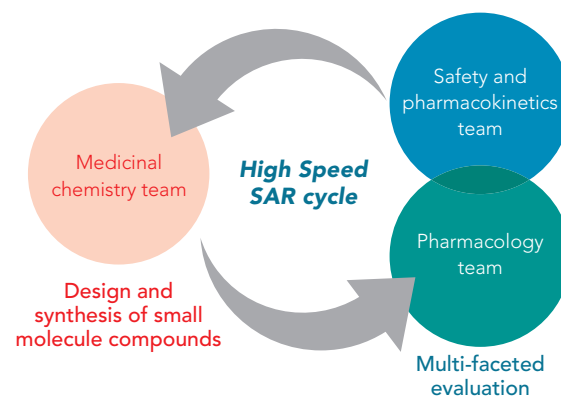 Safety and
pharmacokinetics
team
Medicinal
chemistry team
High Speed
SAR cycle
Pharmacology
team
Design and
synthesis of small
molecule compounds
Multi-faceted
evaluation